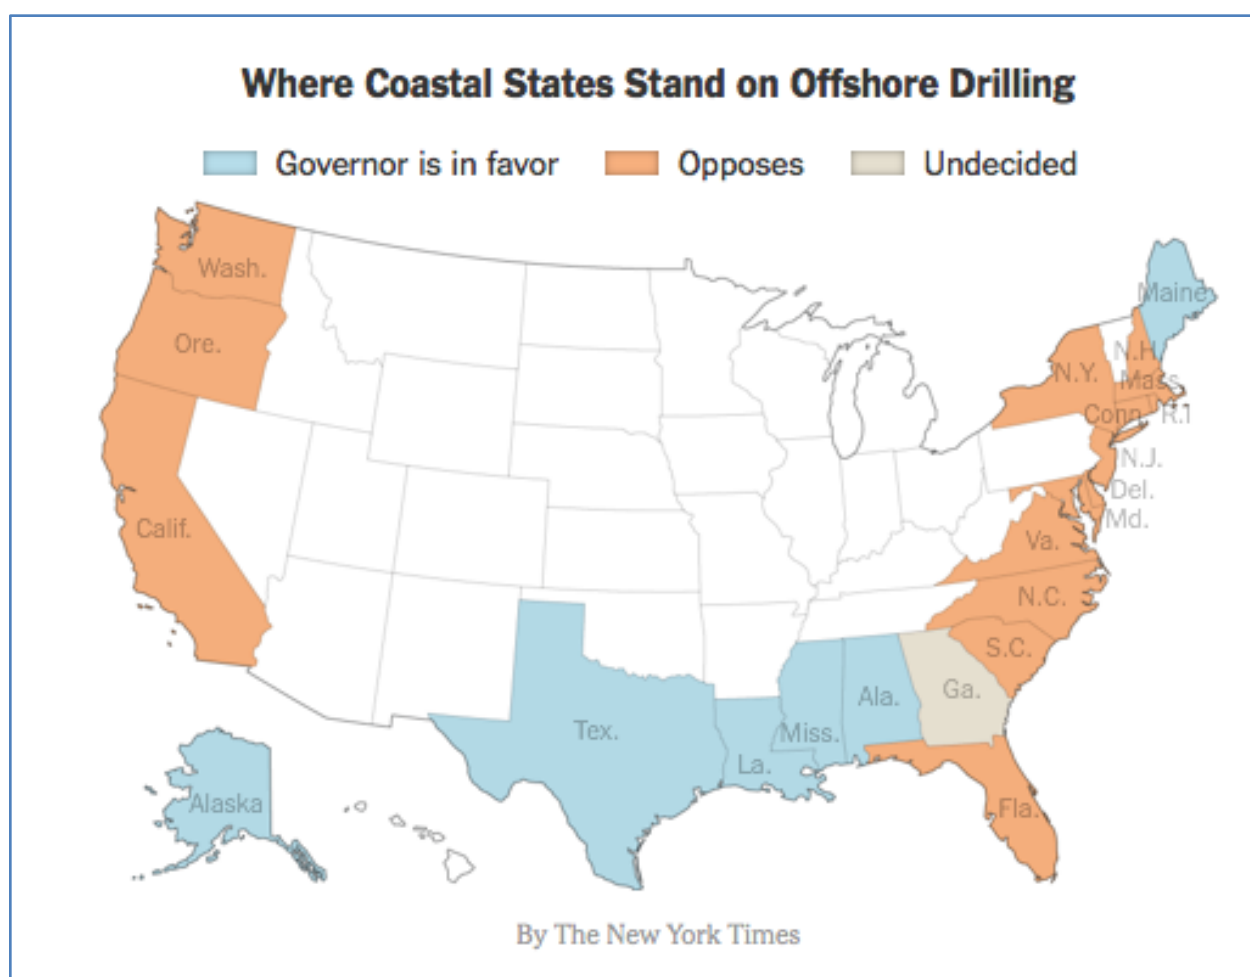 Where Coastal States Stand on Offshore Drilling
Governor is in favor Opposes Undecided
Wash.
Maine
Ore.
N.H
N.Y.
Mass
Conn. R.I
N.J.
Del.
Md.
Calif.
Va.
N.C.
S.C.
Ga.
Ala.
Tex.
Miss.
La.
Alaska
Fla.
By The New York Times